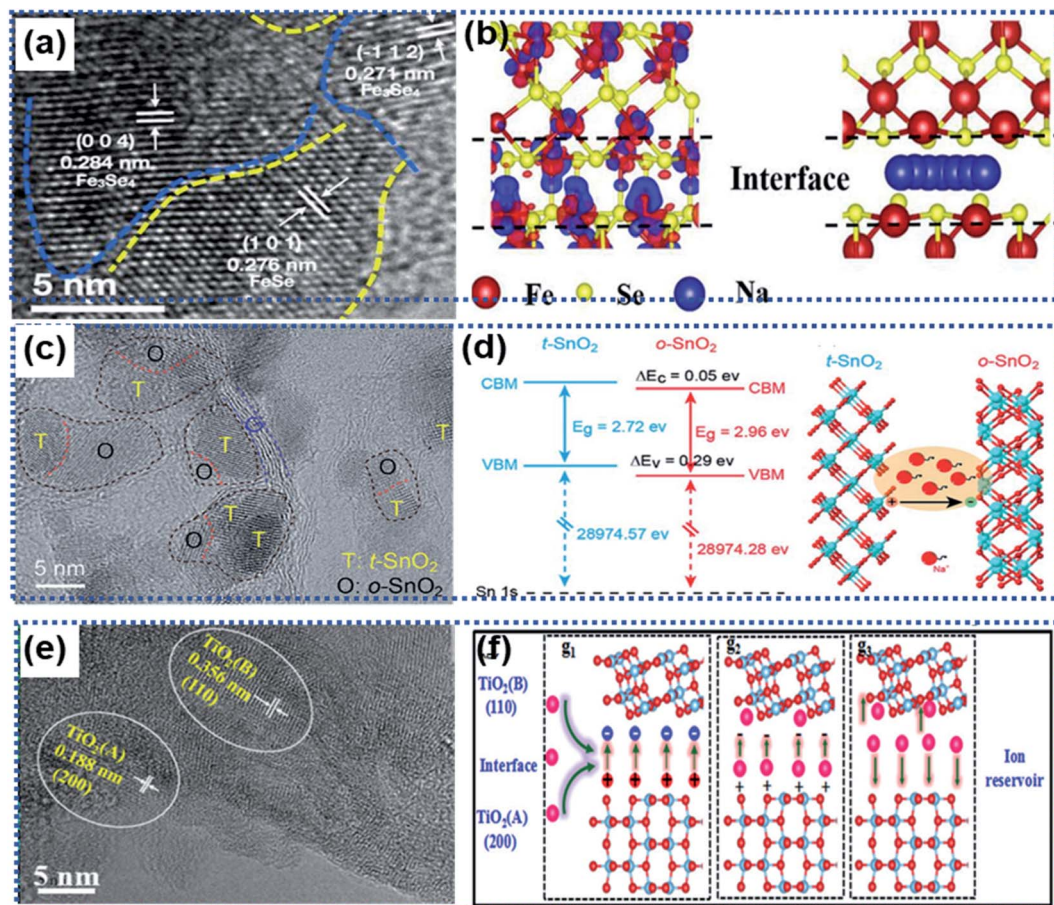 (a)
(-1 1 2)
0.271 nm
Fe₃Se₄
(0 0 4)
0.284 nm
Fe₃Se₄
(1 0 1)
0.276 nm
FeSe
5 nm
(b)
Interface
Fe Se Na
(c)
O
T
T
O
T
O
G
O
T
T
O
T
T
T: t-SnO₂
O: o-SnO₂
5 nm
(d)
t-SnO₂ o-SnO₂
CBM ΔEc = 0.05 ev CBM
Eg = 2.72 ev Eg = 2.96 ev
VBM ΔEv = 0.29 ev VBM
28974.57 ev 28974.28 ev
Sn 1s
t-SnO₂ o-SnO₂
+ -
Na⁺
(e)
TiO₂(B)
0.356 nm
(110)
TiO₂(A)
0.188 nm
(200)
5 nm
(f)
g₁ g₂ g₃
TiO₂(B)
(110)
Interface
TiO₂(A)
(200)
- - - -
+ + + +
- - - -
+ + + +
Ion
reservoir